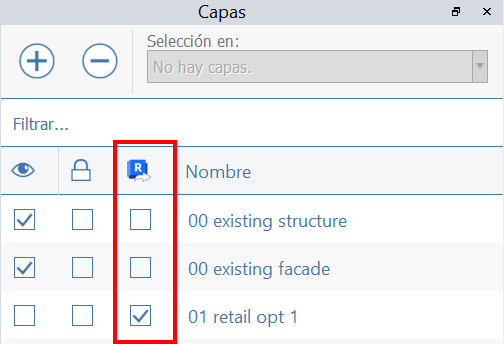 Capas
Selección en:
No hay capas.
Filtrar...
R
Nombre
00 existing structure
00 existing facade
01 retail opt 1